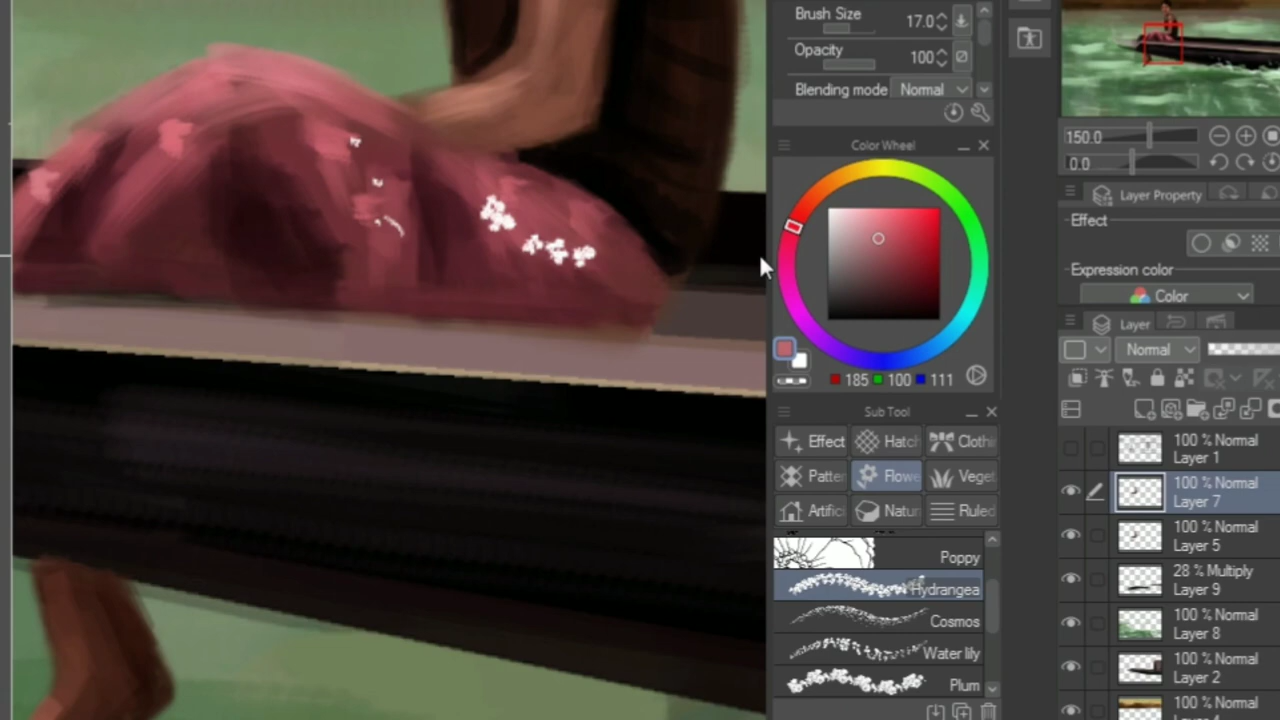 Brush Size 17.0
Opacity 100
Blending mode Normal
Color Wheel
185 100 111
Sub Tool
Effect Hatch Clothi
Patter Flowe Veget
Artific Natur Ruled
Poppy
Hydrangea
Cosmos
Water lily
Plum
150.0
0.0
Layer Property
Effect
Expression color
Color
Layer
Normal
100 % Normal
Layer 1
100 % Normal
Layer 7
100 % Normal
Layer 5
28 % Multiply
Layer 9
100 % Normal
Layer 8
100 % Normal
Layer 2
100 % Normal